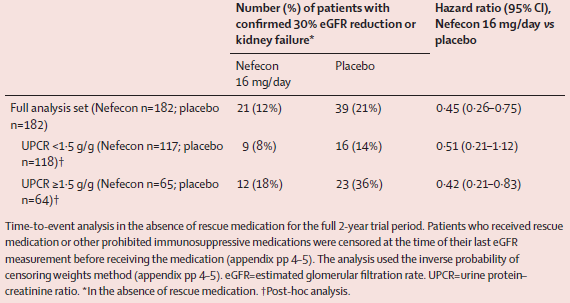 Number (%) of patients with
confirmed 30% eGFR reduction or
kidney failure*
Hazard ratio (95% CI),
Nefecon 16 mg/day vs
placebo
Nefecon
16 mg/day
Placebo
Full analysis set (Nefecon n=182; placebo
n=182)
21 (12%)
39 (21%)
0·45 (0·26–0·75)
UPCR <1·5 g/g (Nefecon n=117; placebo
n=118)†
9 (8%)
16 (14%)
0·51 (0·21–1·12)
UPCR ≥1·5 g/g (Nefecon n=65; placebo
n=64)†
12 (18%)
23 (36%)
0·42 (0·21–0·83)
Time-to-event analysis in the absence of rescue medication for the full 2-year trial period. Patients who received rescue
medication or other prohibited immunosuppressive medications were censored at the time of their last eGFR
measurement before receiving the medication (appendix pp 4–5). The analysis used the inverse probability of
censoring weights method (appendix pp 4–5). eGFR=estimated glomerular filtration rate. UPCR=urine protein–
creatinine ratio. *In the absence of rescue medication. †Post-hoc analysis.